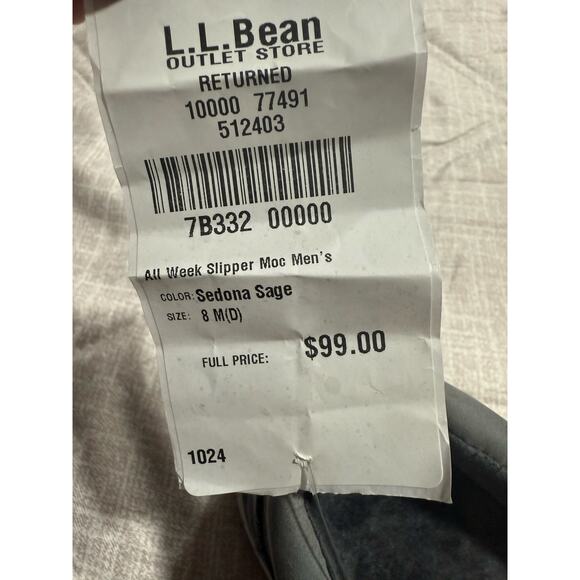 L.L.Bean
OUTLET STORE
RETURNED
10000 77491
512403
7B332 00000
All Week Slipper Moc Men's
COLOR: Sedona Sage
SIZE: 8 M(D)
FULL PRICE: $99.00
1024